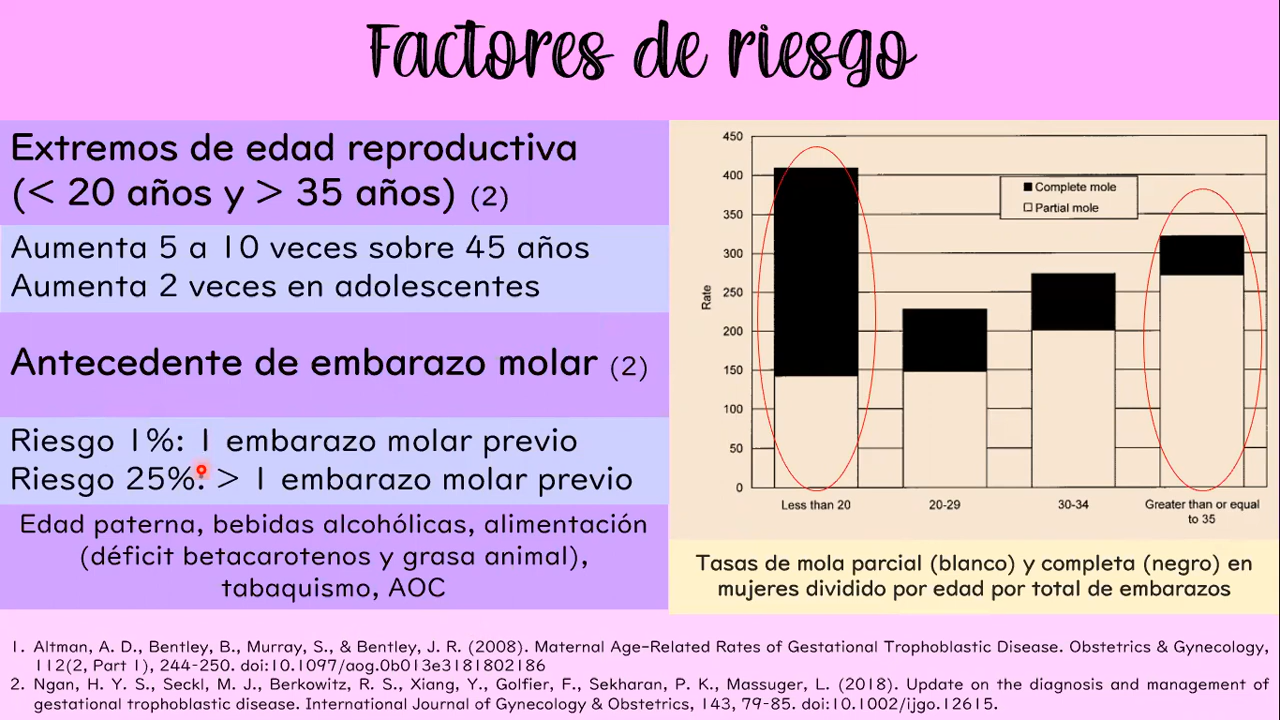 Factores de riesgo
Extremos de edad reproductiva
(< 20 años y > 35 años) (2)
Aumenta 5 a 10 veces sobre 45 años
Aumenta 2 veces en adolescentes
Antecedente de embarazo molar (2)
Riesgo 1%: 1 embarazo molar previo
Riesgo 25%: > 1 embarazo molar previo
Edad paterna, bebidas alcohólicas, alimentación
(déficit betacarotenos y grasa animal),
tabaquismo, AOC
450
400
350
300
250
200
150
100
50
0
Rate
Complete mole
Partial mole
Less than 20
20-29
30-34
Greater than or equal
to 35
Tasas de mola parcial (blanco) y completa (negro) en
mujeres dividido por edad por total de embarazos
1. Altman, A. D., Bentley, B., Murray, S., & Bentley, J. R. (2008). Maternal Age-Related Rates of Gestational Trophoblastic Disease. Obstetrics & Gynecology,
112(2, Part 1), 244-250. doi:10.1097/aog.0b013e3181802186
2. Ngan, H. Y. S., Seckl, M. J., Berkowitz, R. S., Xiang, Y., Golfier, F., Sekharan, P. K., Massuger, L. (2018). Update on the diagnosis and management of
gestational trophoblastic disease. International Journal of Gynecology & Obstetrics, 143, 79-85. doi:10.1002/ijgo.12615.